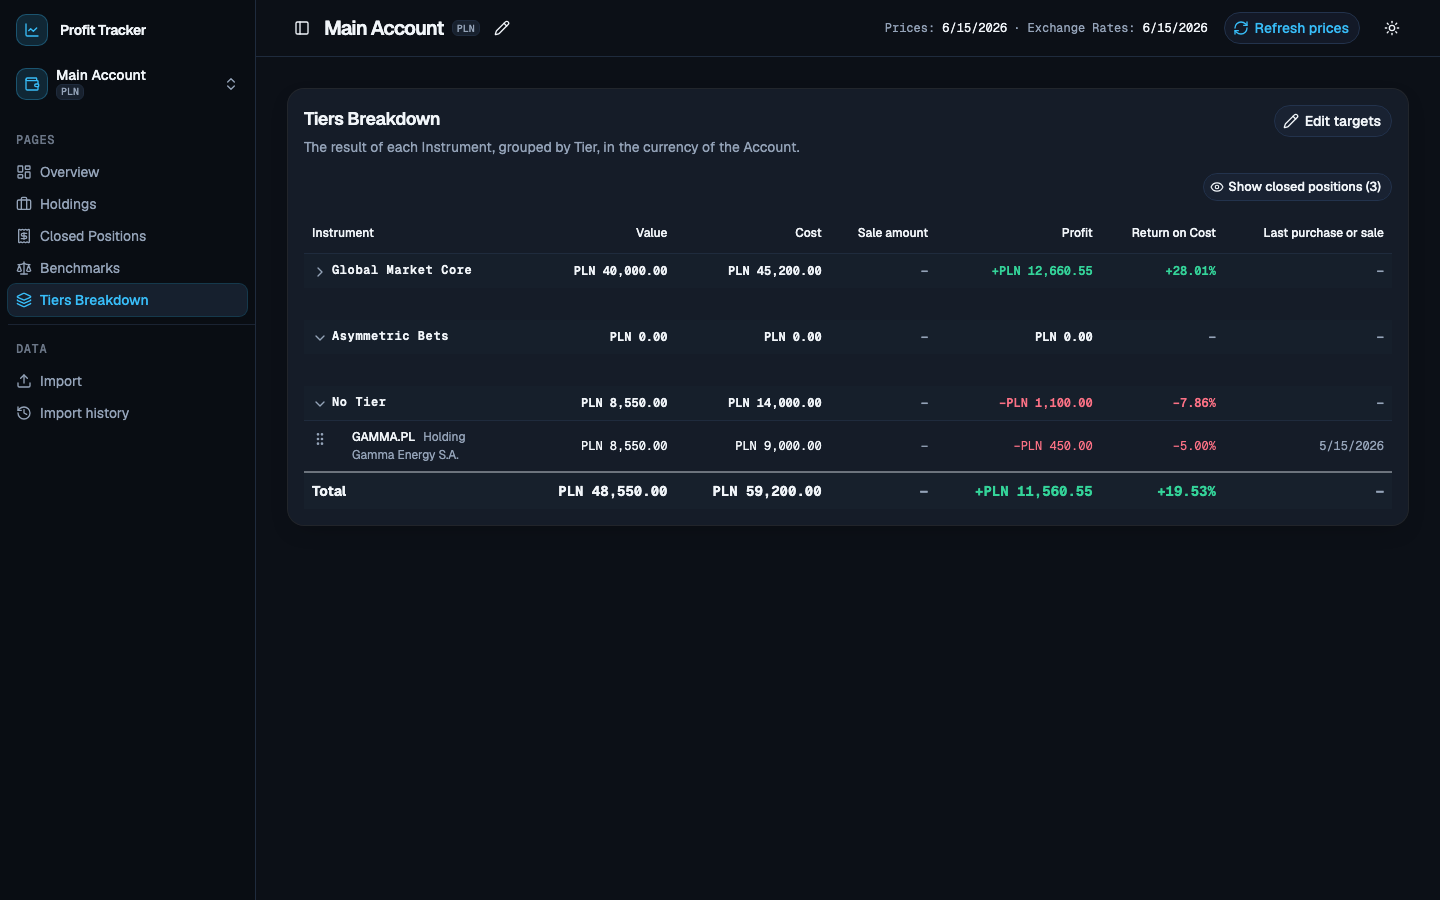 Profit Tracker
Main Account
PLN
PAGES
Overview
Holdings
Closed Positions
Benchmarks
Tiers Breakdown
DATA
Import
Import history
Main Account PLN
Prices: 6/15/2026 · Exchange Rates: 6/15/2026
Refresh prices
Tiers Breakdown
Edit targets
The result of each Instrument, grouped by Tier, in the currency of the Account.
Show closed positions (3)
Instrument Value Cost Sale amount Profit Return on Cost Last purchase or sale
Global Market Core PLN 40,000.00 PLN 45,200.00 – +PLN 12,660.55 +28.01% –
Asymmetric Bets PLN 0.00 PLN 0.00 – PLN 0.00 – –
No Tier PLN 8,550.00 PLN 14,000.00 – −PLN 1,100.00 −7.86% –
GAMMA.PL Holding PLN 8,550.00 PLN 9,000.00 – −PLN 450.00 −5.00% 5/15/2026
Gamma Energy S.A.
Total PLN 48,550.00 PLN 59,200.00 – +PLN 11,560.55 +19.53% –